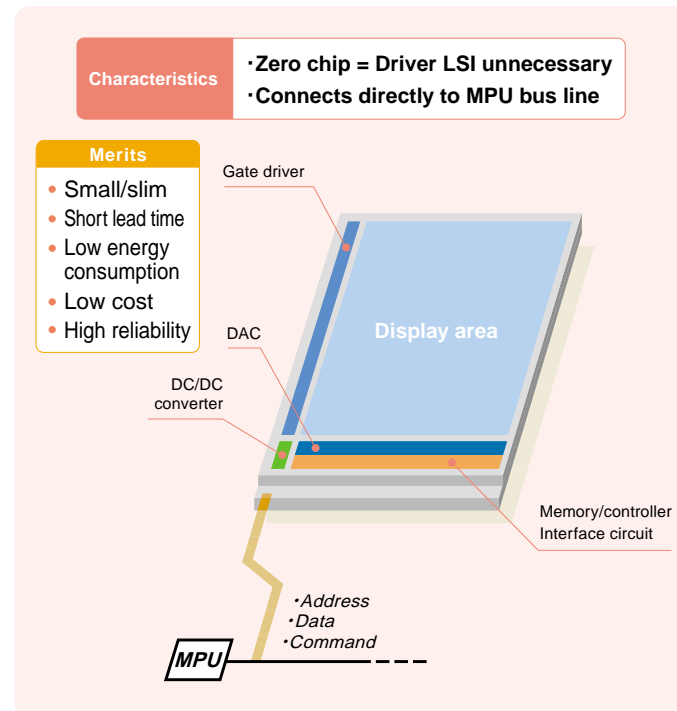 Characteristics
·Zero chip = Driver LSI unnecessary
·Connects directly to MPU bus line
Merits
• Small/slim
• Short lead time
• Low energy
consumption
• Low cost
• High reliability
Gate driver
Display area
DAC
DC/DC
converter
Memory/controller
Interface circuit
·Address
·Data
·Command
MPU